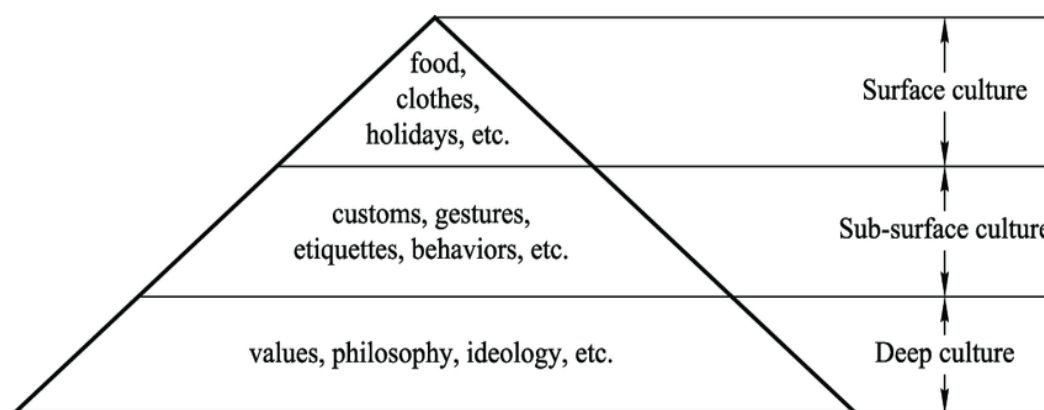 food,
clothes,
holidays, etc.
Surface culture
customs, gestures,
etiquettes, behaviors, etc.
Sub-surface culture
values, philosophy, ideology, etc.
Deep culture